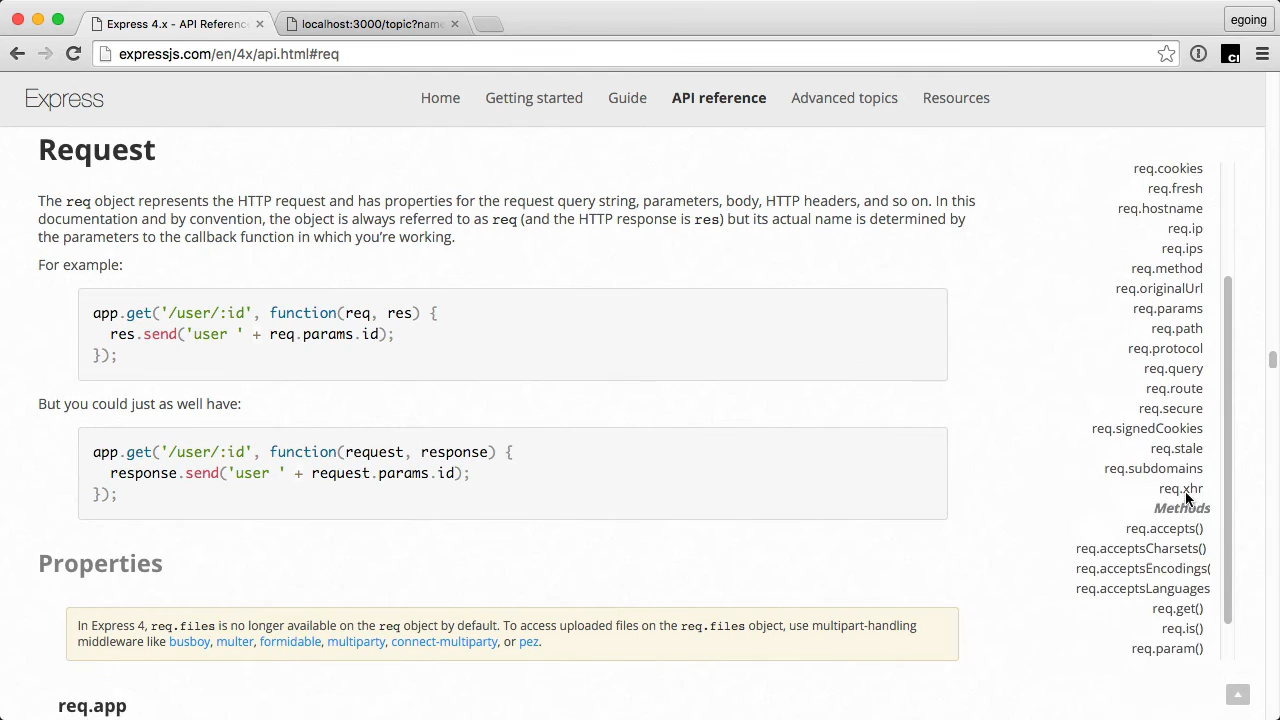 Express 4.x - API Referenc
localhost:3000/topic?name
egoing
expressjs.com/en/4x/api.html#req
Express
Home
Getting started
Guide
API reference
Advanced topics
Resources
Request
The req object represents the HTTP request and has properties for the request query string, parameters, body, HTTP headers, and so on. In this
documentation and by convention, the object is always referred to as req (and the HTTP response is res) but its actual name is determined by
the parameters to the callback function in which you’re working.
For example:
app.get('/user/:id', function(req, res) {
  res.send('user ' + req.params.id);
});
But you could just as well have:
app.get('/user/:id', function(request, response) {
  response.send('user ' + request.params.id);
});
Properties
In Express 4, req.files is no longer available on the req object by default. To access uploaded files on the req.files object, use multipart-handling
middleware like busboy, multer, formidable, multiparty, connect-multiparty, or pez.
req.app
req.cookies
req.fresh
req.hostname
req.ip
req.ips
req.method
req.originalUrl
req.params
req.path
req.protocol
req.query
req.route
req.secure
req.signedCookies
req.stale
req.subdomains
req.xhr
Methods
req.accepts()
req.acceptsCharsets()
req.acceptsEncodings(
req.acceptsLanguages
req.get()
req.is()
req.param()